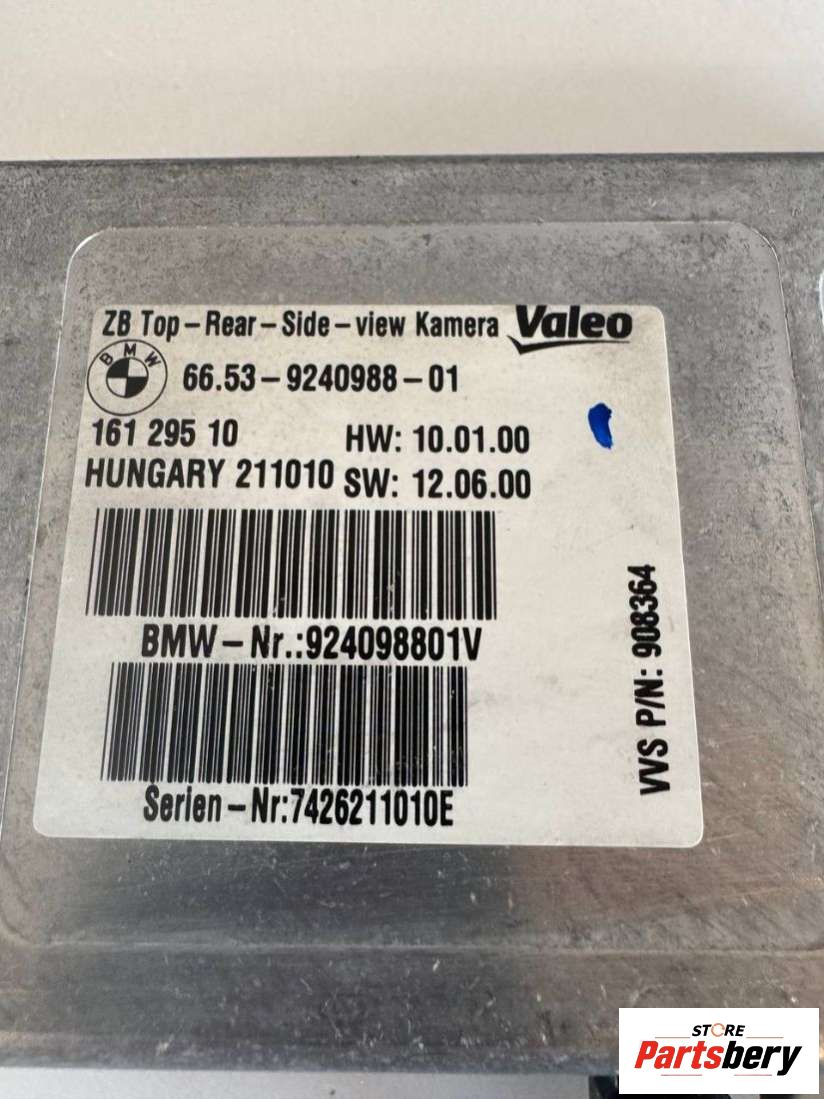 ZB Top-Rear-Side-view Kamera Valeo
BMW
66.53-9240988-01
161 295 10 HW: 10.01.00
HUNGARY 211010 SW: 12.06.00
BMW-Nr.:924098801V
Serien-Nr:7426211010E
VVS P/N: 908364
STORE
Partsbery